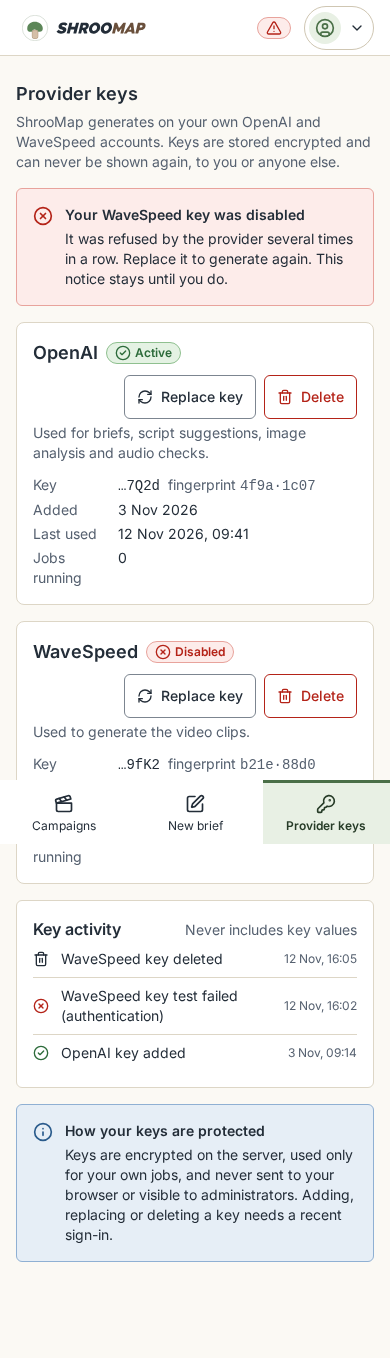 SHROOMAP
Provider keys
ShrooMap generates on your own OpenAI and
WaveSpeed accounts. Keys are stored encrypted and
can never be shown again, to you or anyone else.
Your WaveSpeed key was disabled
It was refused by the provider several times
in a row. Replace it to generate again. This
notice stays until you do.
OpenAI Active
Replace key Delete
Used for briefs, script suggestions, image
analysis and audio checks.
Key …7Q2d fingerprint 4f9a·1c07
Added 3 Nov 2026
Last used 12 Nov 2026, 09:41
Jobs 0
running
WaveSpeed Disabled
Replace key Delete
Used to generate the video clips.
Key …9fK2 fingerprint b21e·88d0
Campaigns New brief Provider keys
running
Key activity Never includes key values
WaveSpeed key deleted 12 Nov, 16:05
WaveSpeed key test failed 12 Nov, 16:02
(authentication)
OpenAI key added 3 Nov, 09:14
How your keys are protected
Keys are encrypted on the server, used only
for your own jobs, and never sent to your
browser or visible to administrators. Adding,
replacing or deleting a key needs a recent
sign-in.